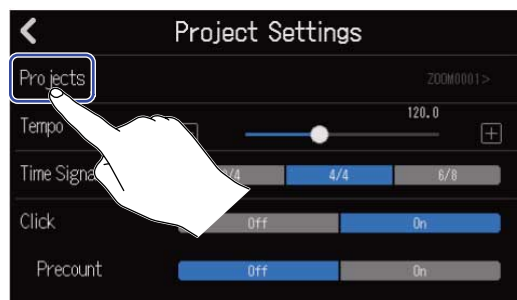 Project Settings
Projects ZOOM0001>
Tempo 120.0
Time Signa 4/4 6/8
Click Off On
Precount Off On